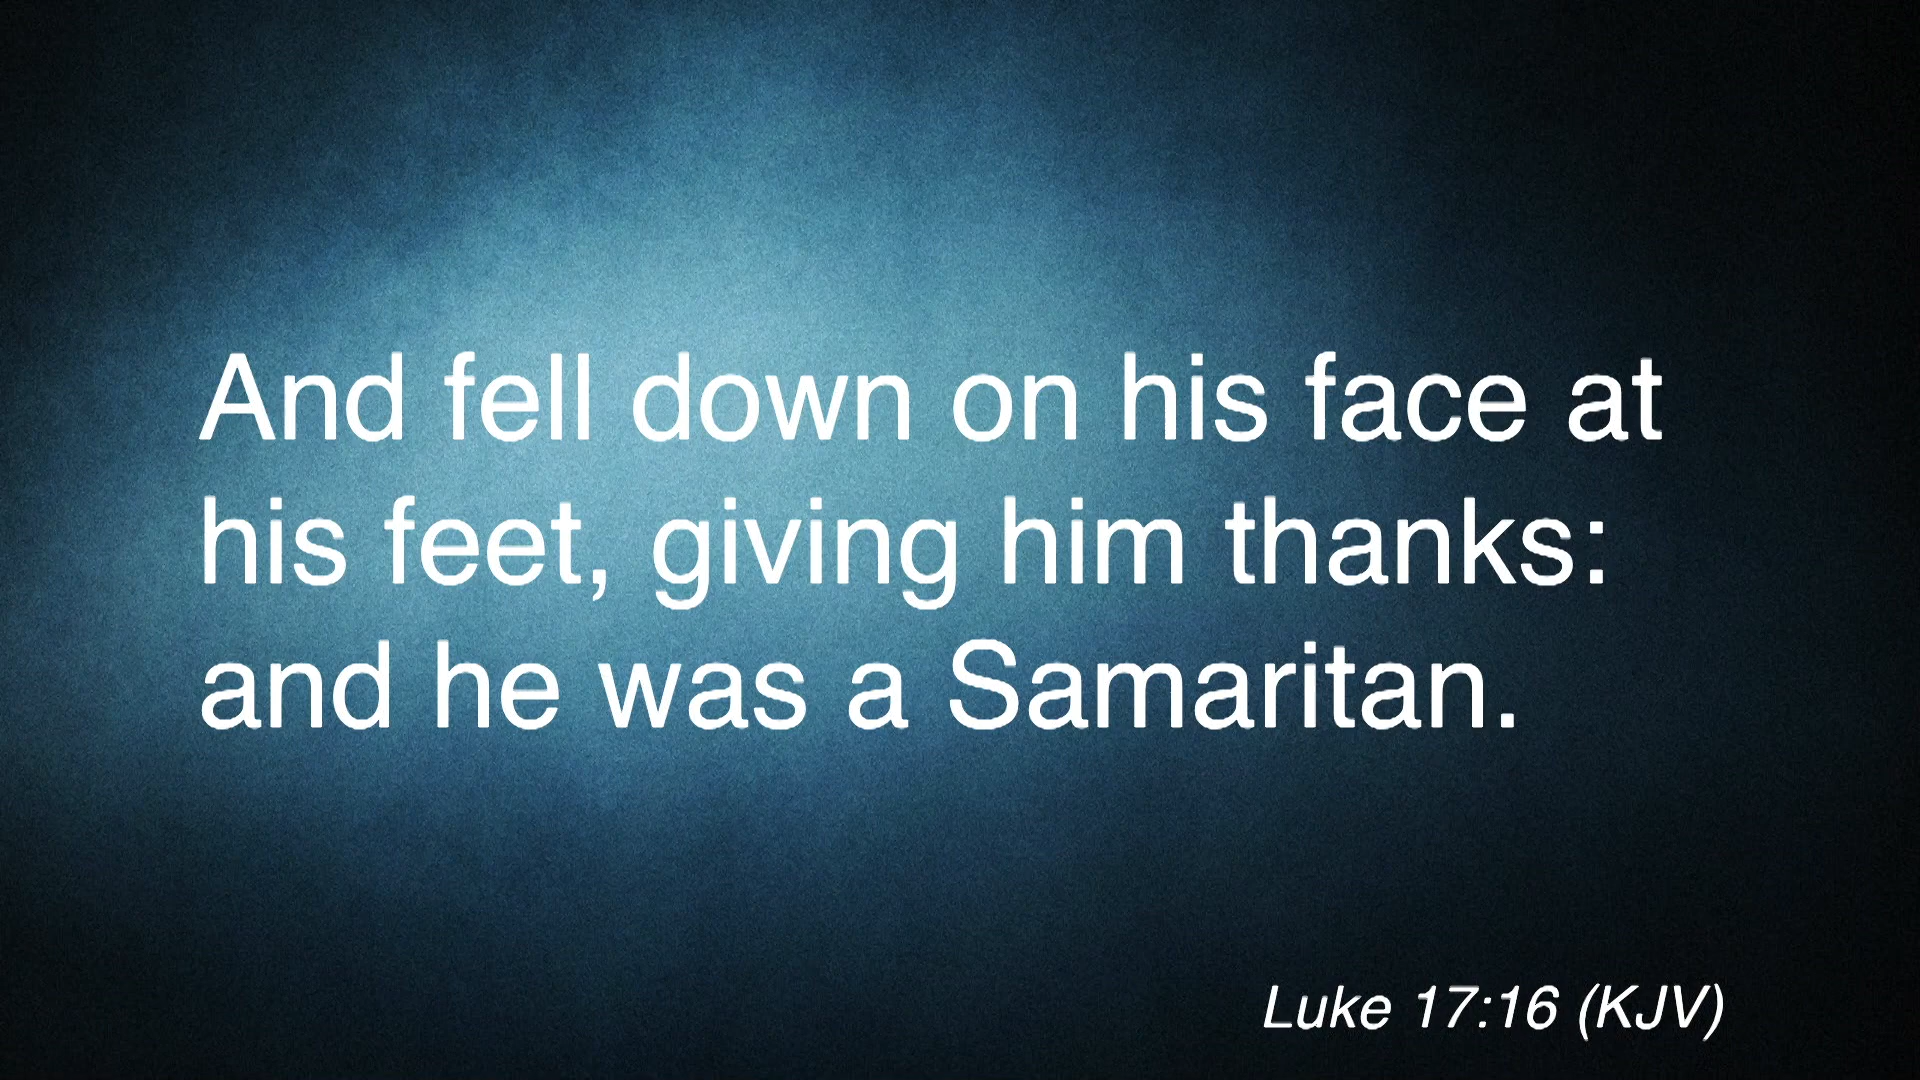 And fell down on his face at
his feet, giving him thanks:
and he was a Samaritan.
Luke 17:16 (KJV)